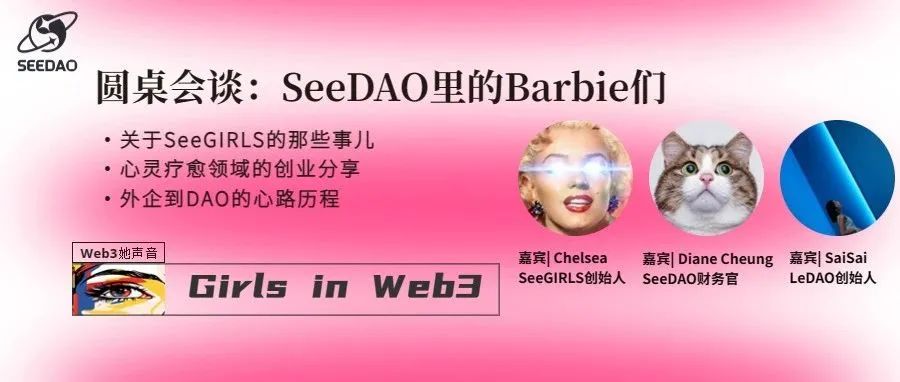 SEEDAO
圆桌会谈：SeeDAO里的Barbie们
• 关于SeeGIRLS的那些事儿
• 心灵疗愈领域的创业分享
• 外企到DAO的心路历程
Web3她声音
Girls in Web3
嘉宾| Chelsea
SeeGIRLS创始人
嘉宾| Diane Cheung
SeeDAO财务官
嘉宾| SaiSai
LeDAO创始人